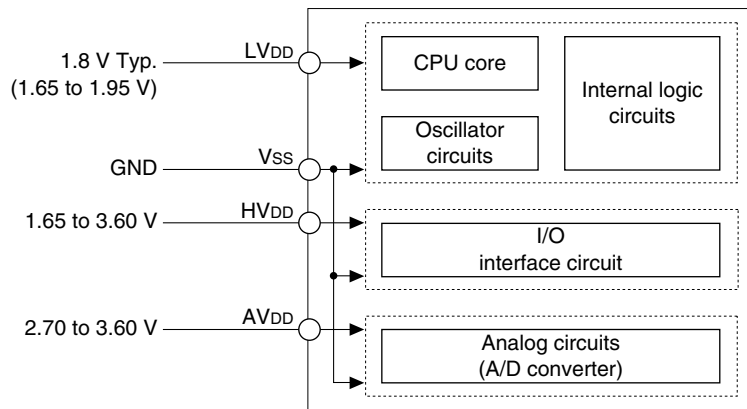 1.8 V Typ.
(1.65 to 1.95 V)
LVDD
CPU core
Internal logic
circuits
Oscillator
circuits
GND
VSS
1.65 to 3.60 V
HVDD
I/O
interface circuit
2.70 to 3.60 V
AVDD
Analog circuits
(A/D converter)